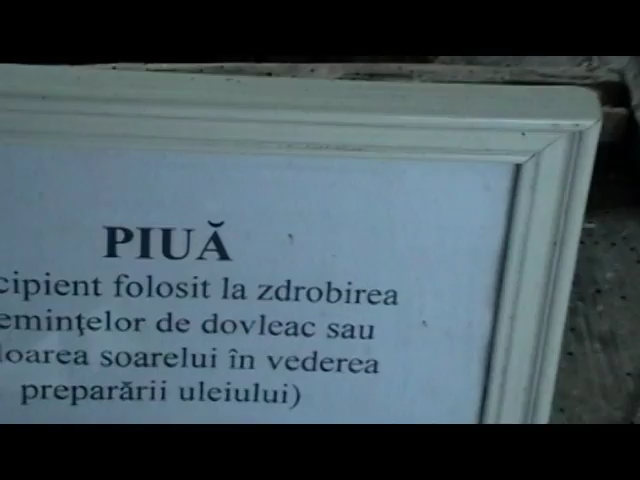 PIUĂ
cipient folosit la zdrobirea
eminţelor de dovleac sau
loarea soarelui în vederea
preparării uleiului)